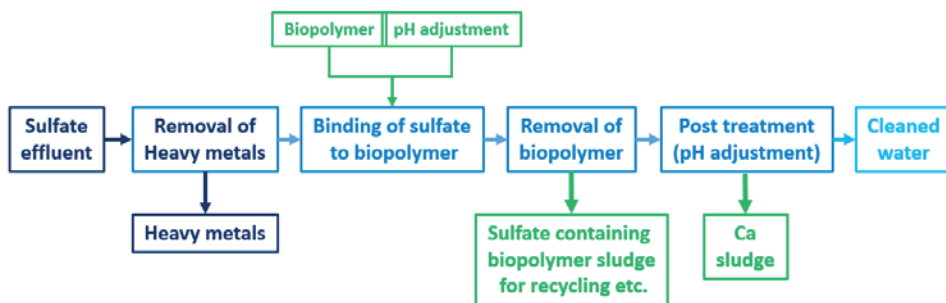 Biopolymer
pH adjustment
Sulfate
effluent
Removal of
Heavy metals
Binding of sulfate
to biopolymer
Removal of
biopolymer
Post treatment
(pH adjustment)
Cleaned
water
Heavy metals
Sulfate containing
biopolymer sludge
for recycling etc.
Ca
sludge